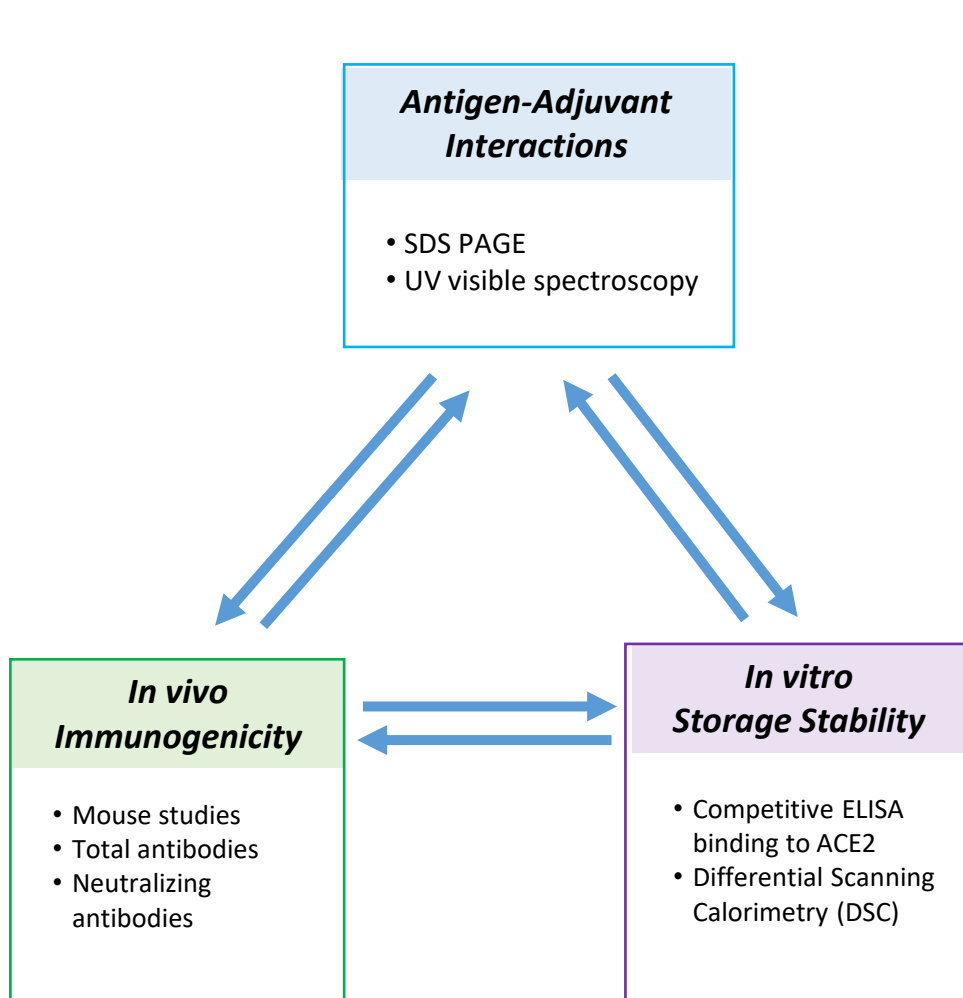 Antigen-Adjuvant
Interactions
• SDS PAGE
• UV visible spectroscopy
In vivo
Immunogenicity
• Mouse studies
• Total antibodies
• Neutralizing
antibodies
In vitro
Storage Stability
• Competitive ELISA
binding to ACE2
• Differential Scanning
Calorimetry (DSC)